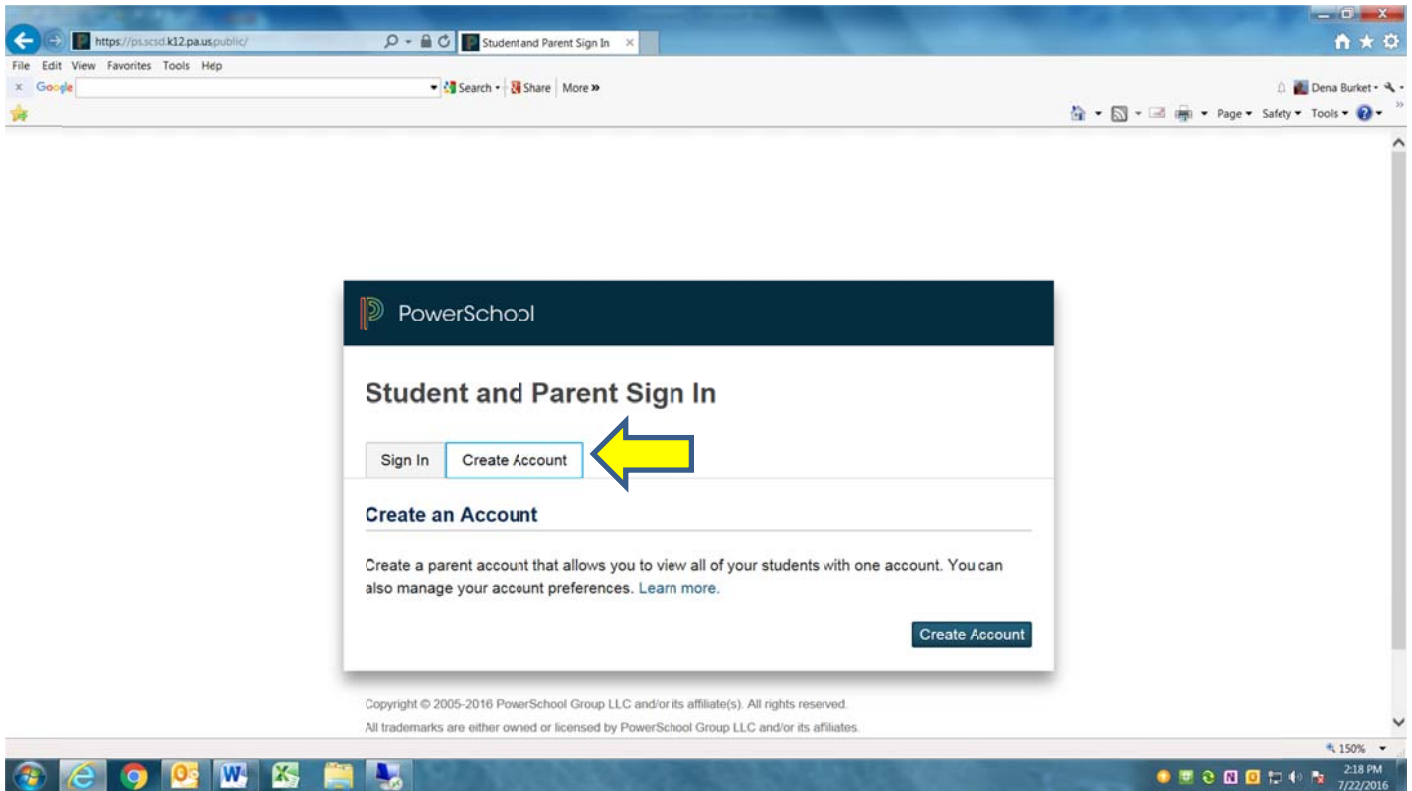 https://ps.scsd.k12.pa.us/public/
Student and Parent Sign In
File Edit View Favorites Tools Help
x Google Search Share More »
Dena Burket
Page Safety Tools
PowerSchool
Student and Parent Sign In
Sign In Create Account
Create an Account
Create a parent account that allows you to view all of your students with one account. You can
also manage your account preferences. Learn more.
Create Account
Copyright © 2005-2016 PowerSchool Group LLC and/or its affiliate(s). All rights reserved.
All trademarks are either owned or licensed by PowerSchool Group LLC and/or its affiliates.
150%
2:18 PM
7/22/2016